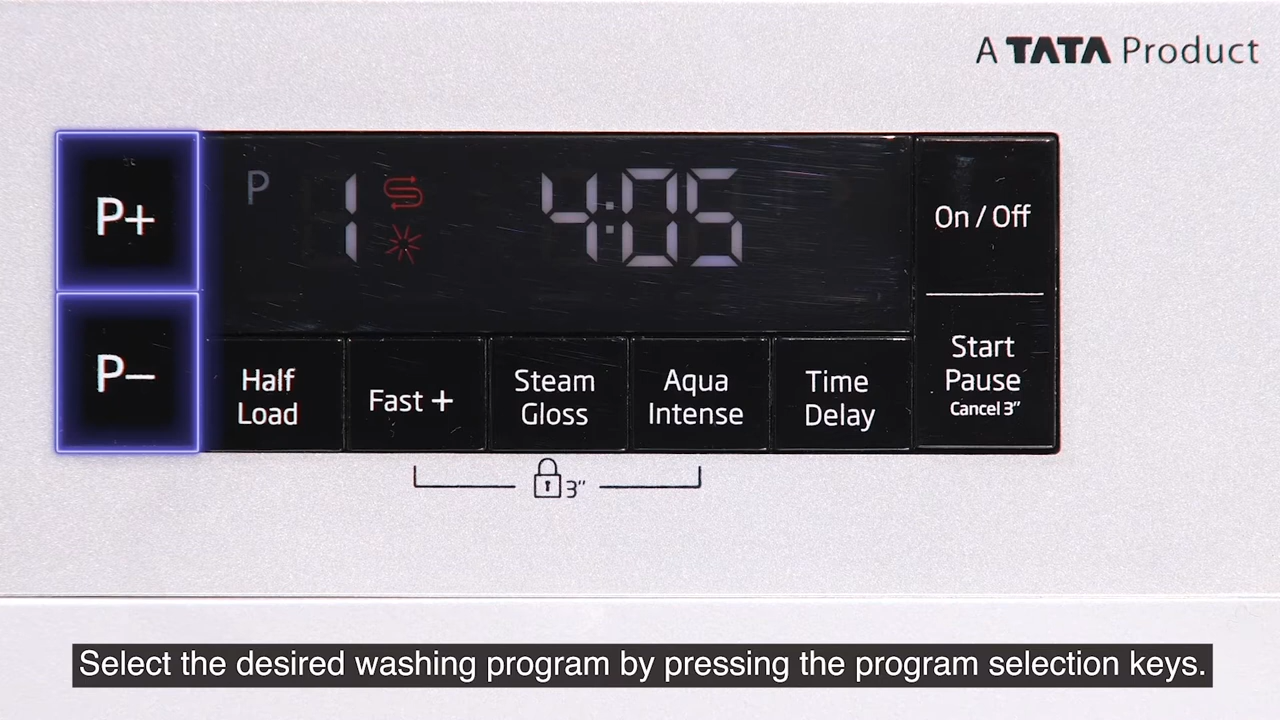 A TATA Product
P+
P 1 4:05
On / Off
P–
Half
Load
Fast +
Steam
Gloss
Aqua
Intense
Time
Delay
Start
Pause
Cancel 3”
3”
Select the desired washing program by pressing the program selection keys.